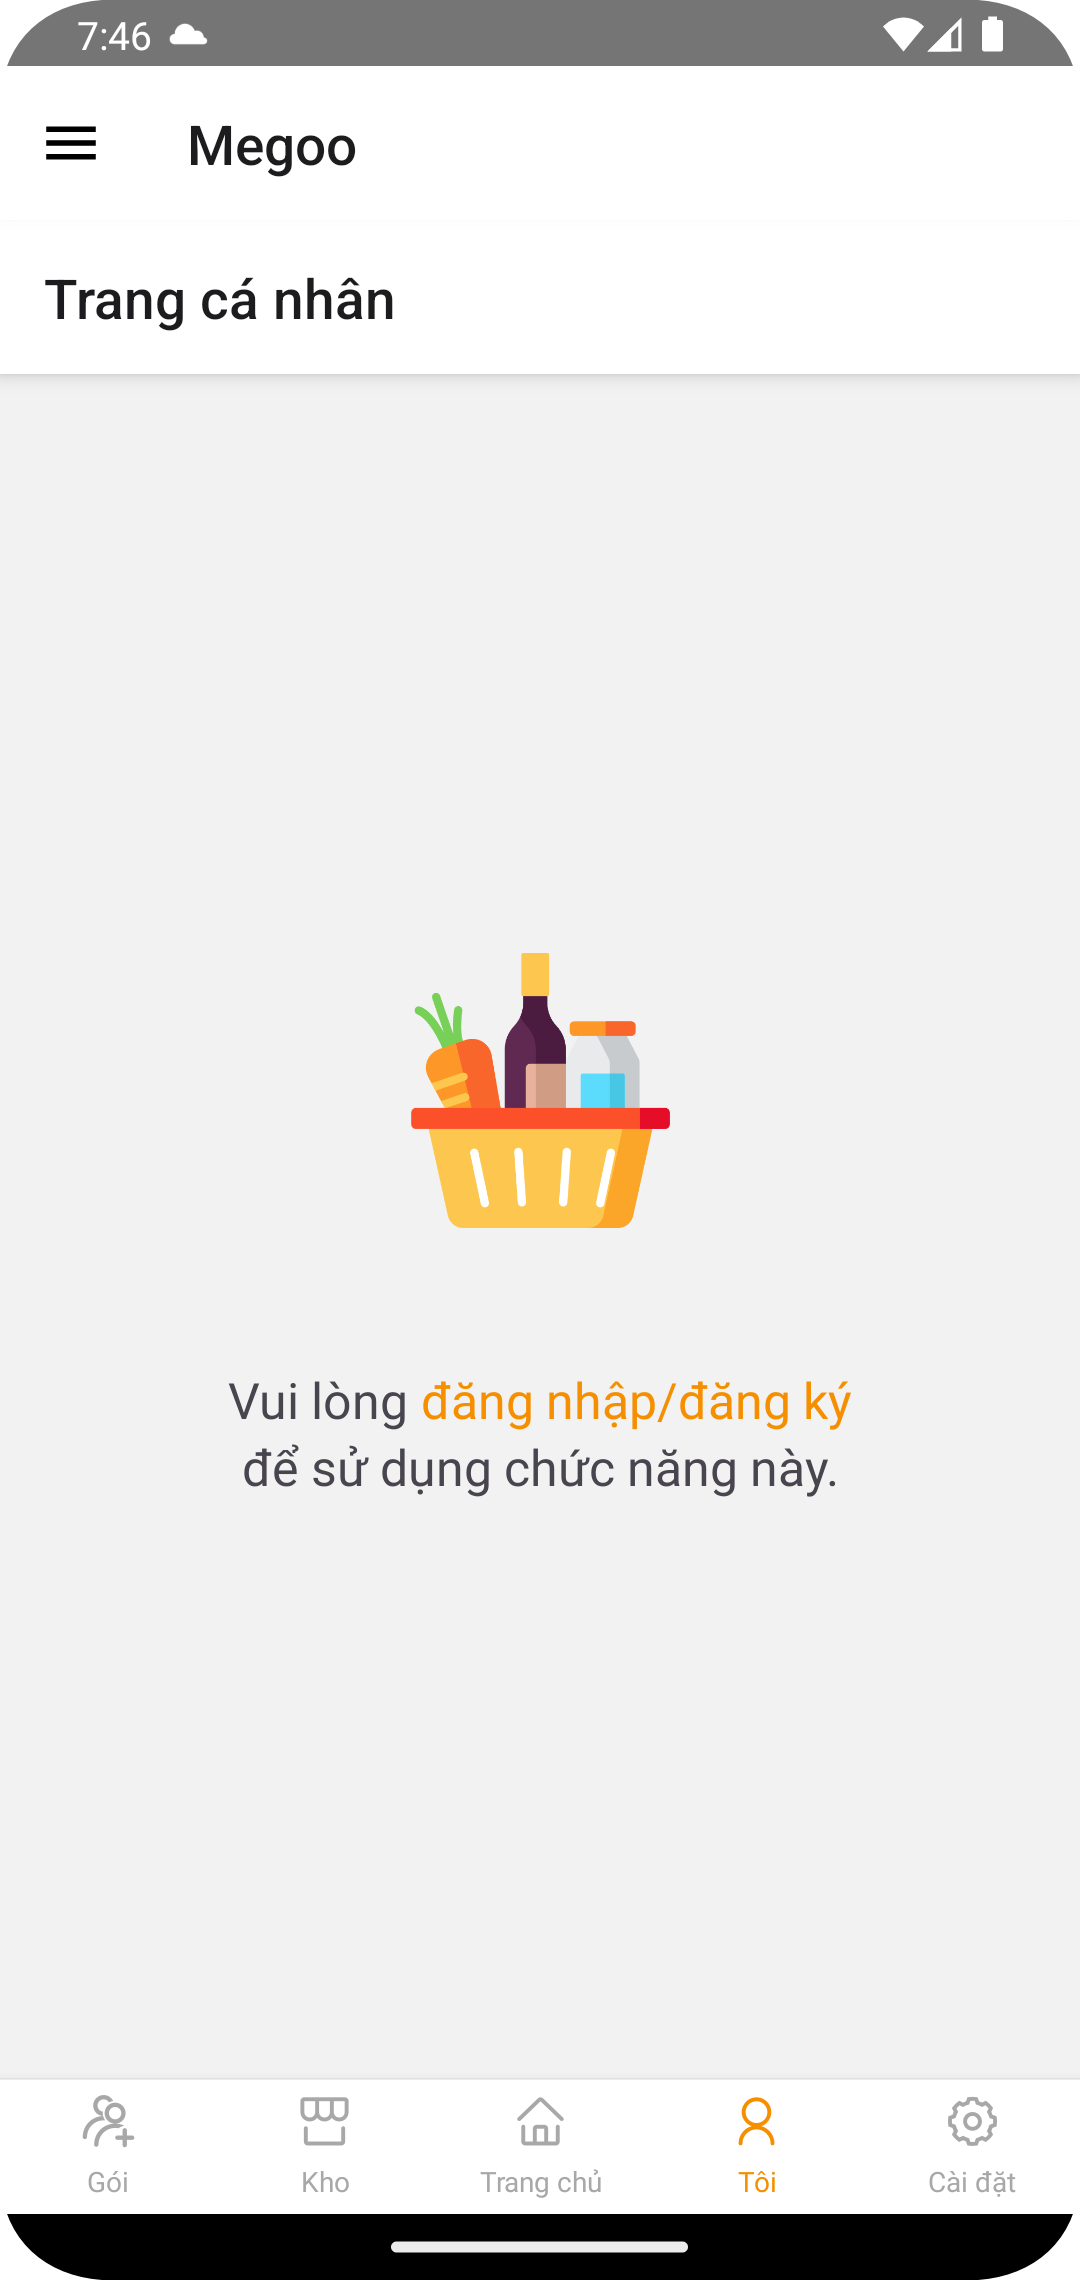 7:46
Megoo
Trang cá nhân
Vui lòng đăng nhập/đăng ký
để sử dụng chức năng này.
Gói
Kho
Trang chủ
Tôi
Cài đặt